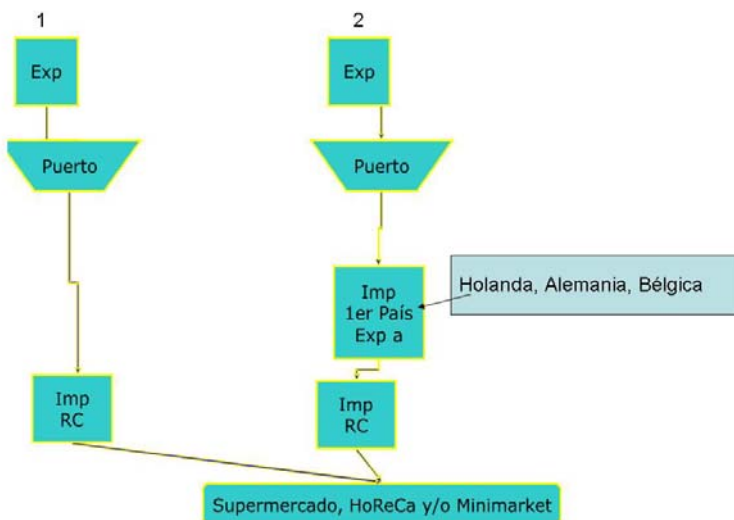 1
2
Exp
Exp
Puerto
Puerto
Imp
1er País
Exp a
Holanda, Alemania, Bélgica
Imp
RC
Imp
RC
Supermercado, HoReCa y/o Minimarket